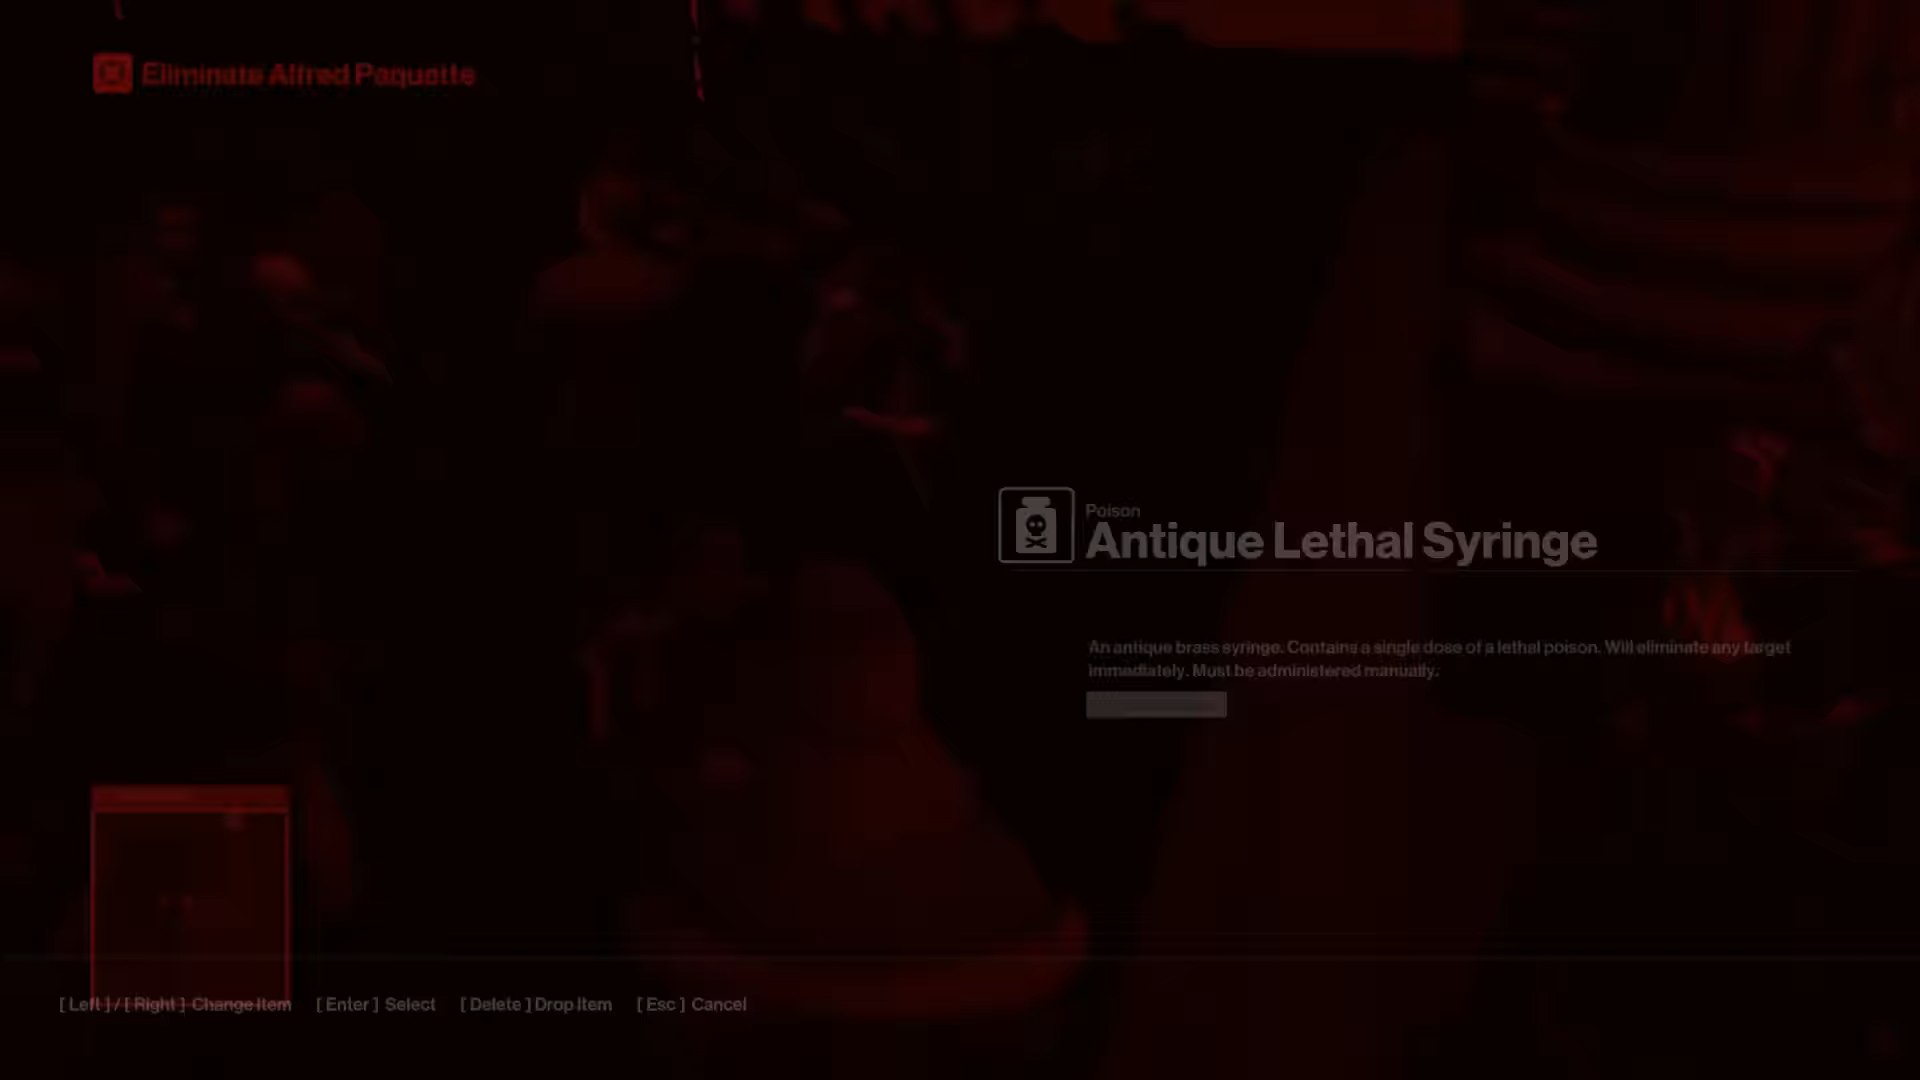 Eliminate Alfred Paquette
Poison
Antique Lethal Syringe
An antique brass syringe. Contains a single dose of a lethal poison. Will eliminate any target
immediately. Must be administered manually.
[ Left ] / [ Right ] Change Item [ Enter ] Select [ Delete ] Drop Item [ Esc ] Cancel